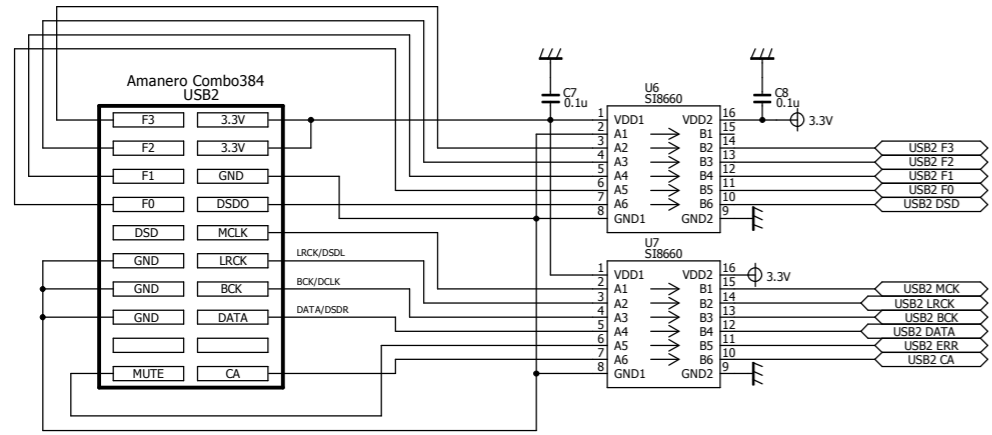 Amanero Combo384
USB2
F3 3.3V
F2 3.3V
F1 GND
F0 DSDO
DSD MCLK
GND LRCK
GND BCK
GND DATA
MUTE CA
LRCK/DSDL
BCK/DCLK
DATA/DSDR
C7
0.1u
U6
SI8660
C8
0.1u
1 VDD1 VDD2 16
3.3V
2 A1 B1 15
3 A2 B2 14 USB2 F3
4 A3 B3 13 USB2 F2
5 A4 B4 12 USB2 F1
6 A5 B5 11 USB2 F0
7 A6 B6 10 USB2 DSD
8 GND1 GND2 9
U7
SI8660
1 VDD1 VDD2 16
3.3V
2 A1 B1 15 USB2 MCK
3 A2 B2 14 USB2 LRCK
4 A3 B3 13 USB2 BCK
5 A4 B4 12 USB2 DATA
6 A5 B5 11 USB2 ERR
7 A6 B6 10 USB2 CA
8 GND1 GND2 9